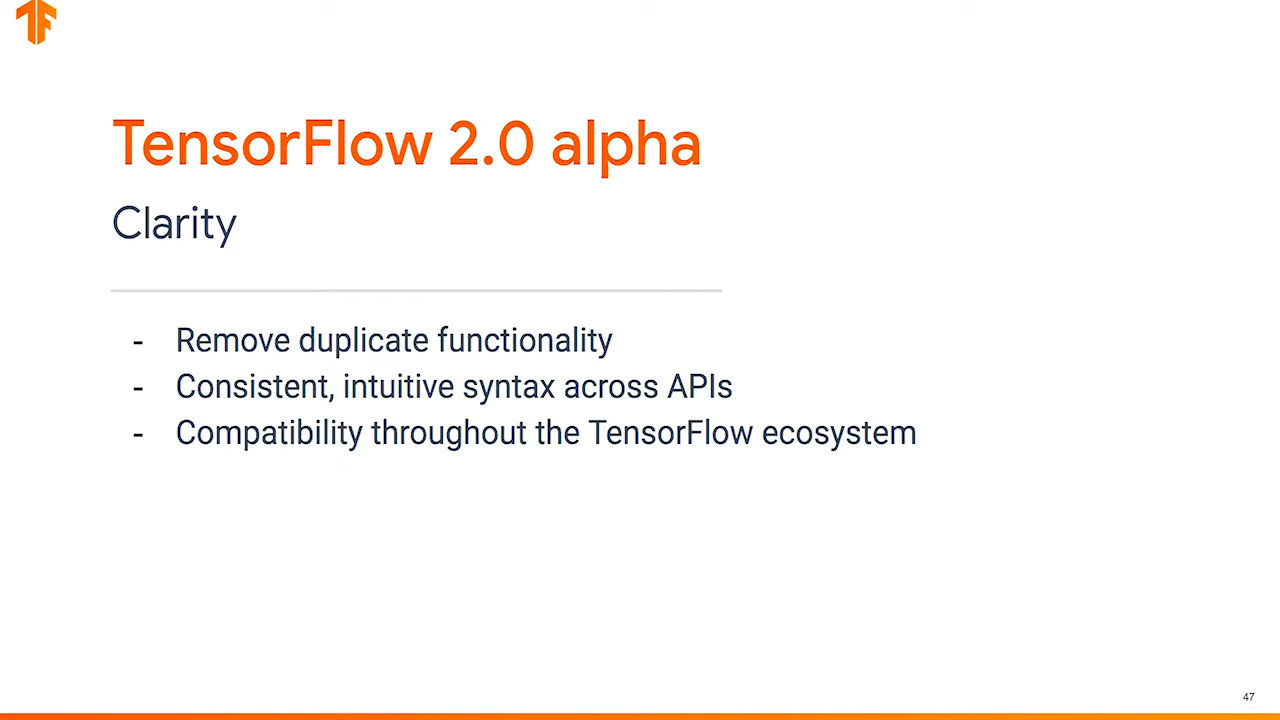 TensorFlow 2.0 alpha
Clarity
- Remove duplicate functionality
- Consistent, intuitive syntax across APIs
- Compatibility throughout the TensorFlow ecosystem
47